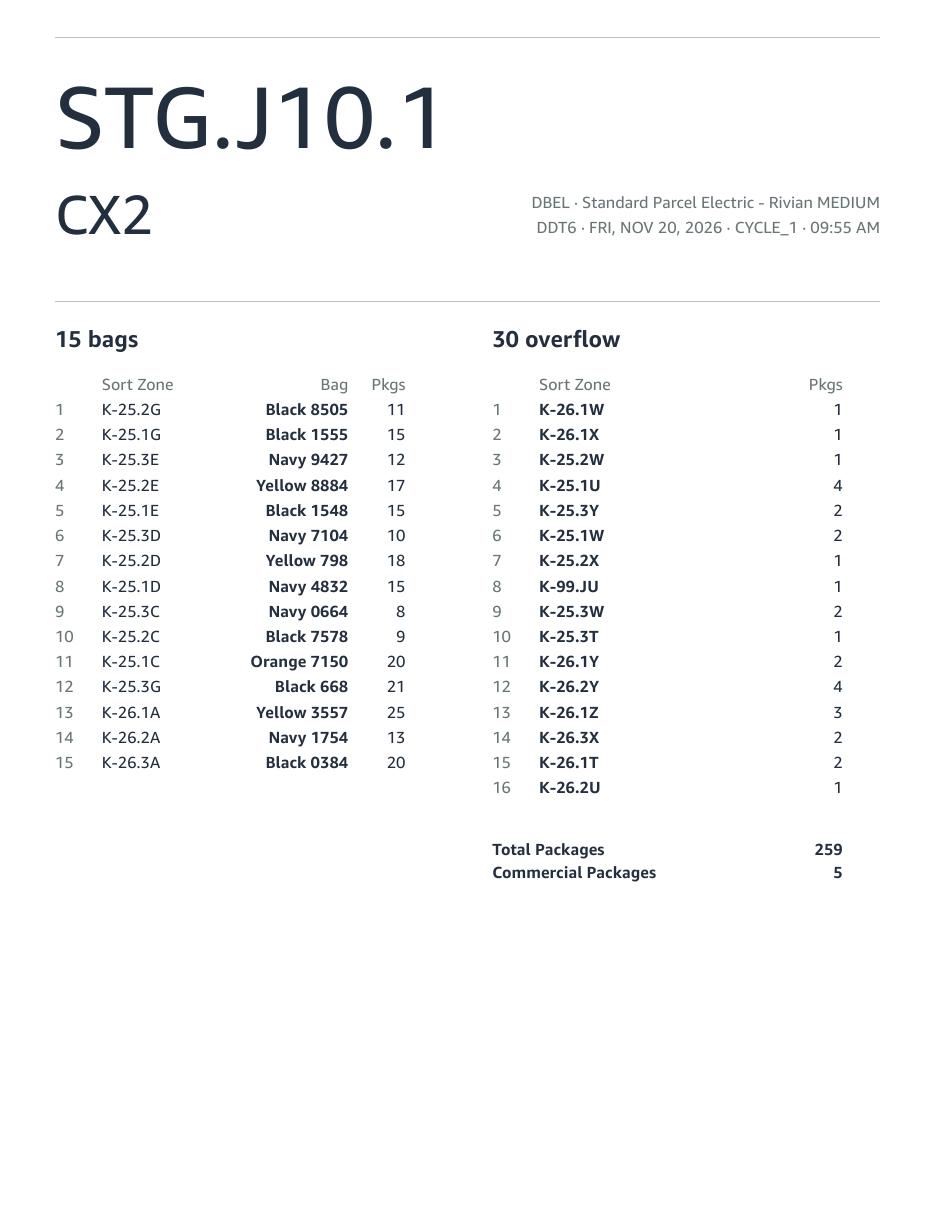 STG.J10.1
CX2
DBEL · Standard Parcel Electric - Rivian MEDIUM
DDT6 · FRI, NOV 20, 2026 · CYCLE_1 · 09:55 AM
15 bags
Sort Zone Bag Pkgs
1 K-25.2G Black 8505 11
2 K-25.1G Black 1555 15
3 K-25.3E Navy 9427 12
4 K-25.2E Yellow 8884 17
5 K-25.1E Black 1548 15
6 K-25.3D Navy 7104 10
7 K-25.2D Yellow 798 18
8 K-25.1D Navy 4832 15
9 K-25.3C Navy 0664 8
10 K-25.2C Black 7578 9
11 K-25.1C Orange 7150 20
12 K-25.3G Black 668 21
13 K-26.1A Yellow 3557 25
14 K-26.2A Navy 1754 13
15 K-26.3A Black 0384 20
30 overflow
Sort Zone Pkgs
1 K-26.1W 1
2 K-26.1X 1
3 K-25.2W 1
4 K-25.1U 4
5 K-25.3Y 2
6 K-25.1W 2
7 K-25.2X 1
8 K-99.JU 1
9 K-25.3W 2
10 K-25.3T 1
11 K-26.1Y 2
12 K-26.2Y 4
13 K-26.1Z 3
14 K-26.3X 2
15 K-26.1T 2
16 K-26.2U 1
Total Packages 259
Commercial Packages 5